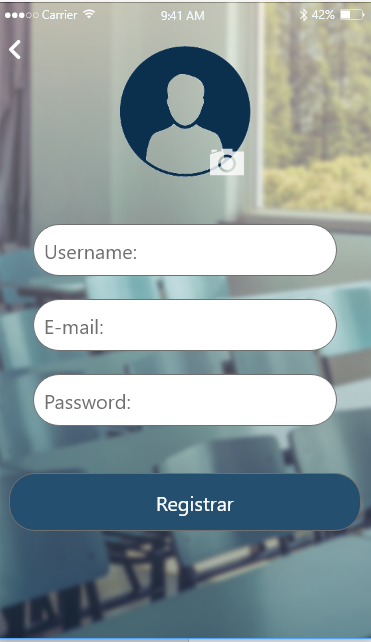 Carrier 9:41 AM 42%
Username:
E-mail:
Password:
Registrar